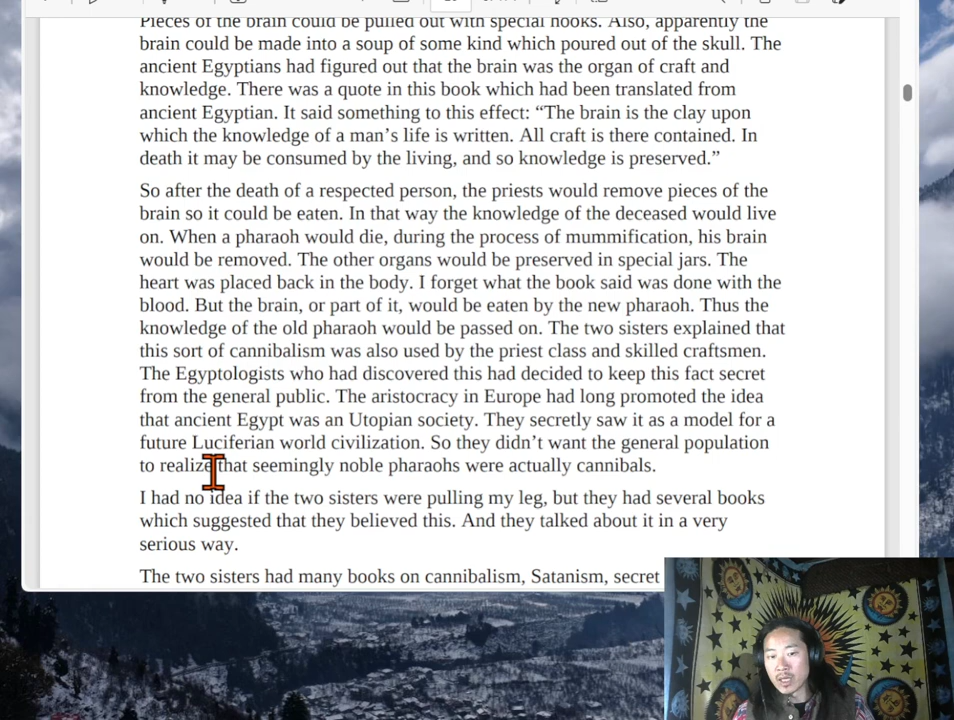 Pieces of the brain could be pulled out with special hooks. Also, apparently the
brain could be made into a soup of some kind which poured out of the skull. The
ancient Egyptians had figured out that the brain was the organ of craft and
knowledge. There was a quote in this book which had been translated from
ancient Egyptian. It said something to this effect: “The brain is the clay upon
which the knowledge of a man’s life is written. All craft is there contained. In
death it may be consumed by the living, and so knowledge is preserved.”
So after the death of a respected person, the priests would remove pieces of the
brain so it could be eaten. In that way the knowledge of the deceased would live
on. When a pharaoh would die, during the process of mummification, his brain
would be removed. The other organs would be preserved in special jars. The
heart was placed back in the body. I forget what the book said was done with the
blood. But the brain, or part of it, would be eaten by the new pharaoh. Thus the
knowledge of the old pharaoh would be passed on. The two sisters explained that
this sort of cannibalism was also used by the priest class and skilled craftsmen.
The Egyptologists who had discovered this had decided to keep this fact secret
from the general public. The aristocracy in Europe had long promoted the idea
that ancient Egypt was an Utopian society. They secretly saw it as a model for a
future Luciferian world civilization. So they didn’t want the general population
to realize that seemingly noble pharaohs were actually cannibals.
I had no idea if the two sisters were pulling my leg, but they had several books
which suggested that they believed this. And they talked about it in a very
serious way.
The two sisters had many books on cannibalism, Satanism, secret